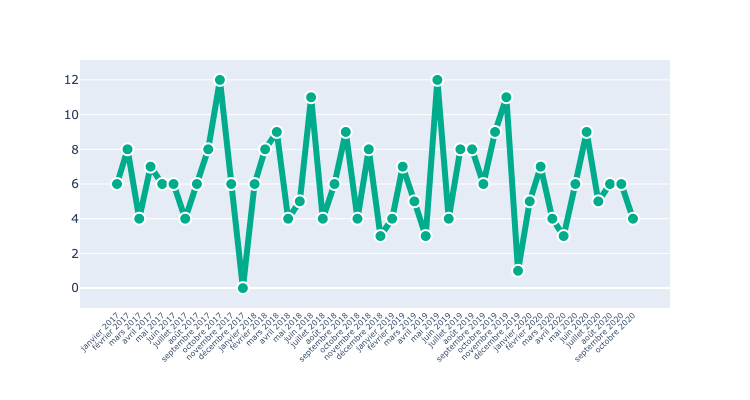 12
10
8
6
4
2
0
janvier 2017
février 2017
mars 2017
avril 2017
mai 2017
juin 2017
juillet 2017
août 2017
septembre 2017
octobre 2017
novembre 2017
décembre 2017
janvier 2018
février 2018
mars 2018
avril 2018
mai 2018
juin 2018
juillet 2018
août 2018
septembre 2018
octobre 2018
novembre 2018
décembre 2018
janvier 2019
février 2019
mars 2019
avril 2019
mai 2019
juin 2019
juillet 2019
août 2019
septembre 2019
octobre 2019
novembre 2019
décembre 2019
janvier 2020
février 2020
mars 2020
avril 2020
mai 2020
juin 2020
juillet 2020
août 2020
septembre 2020
octobre 2020